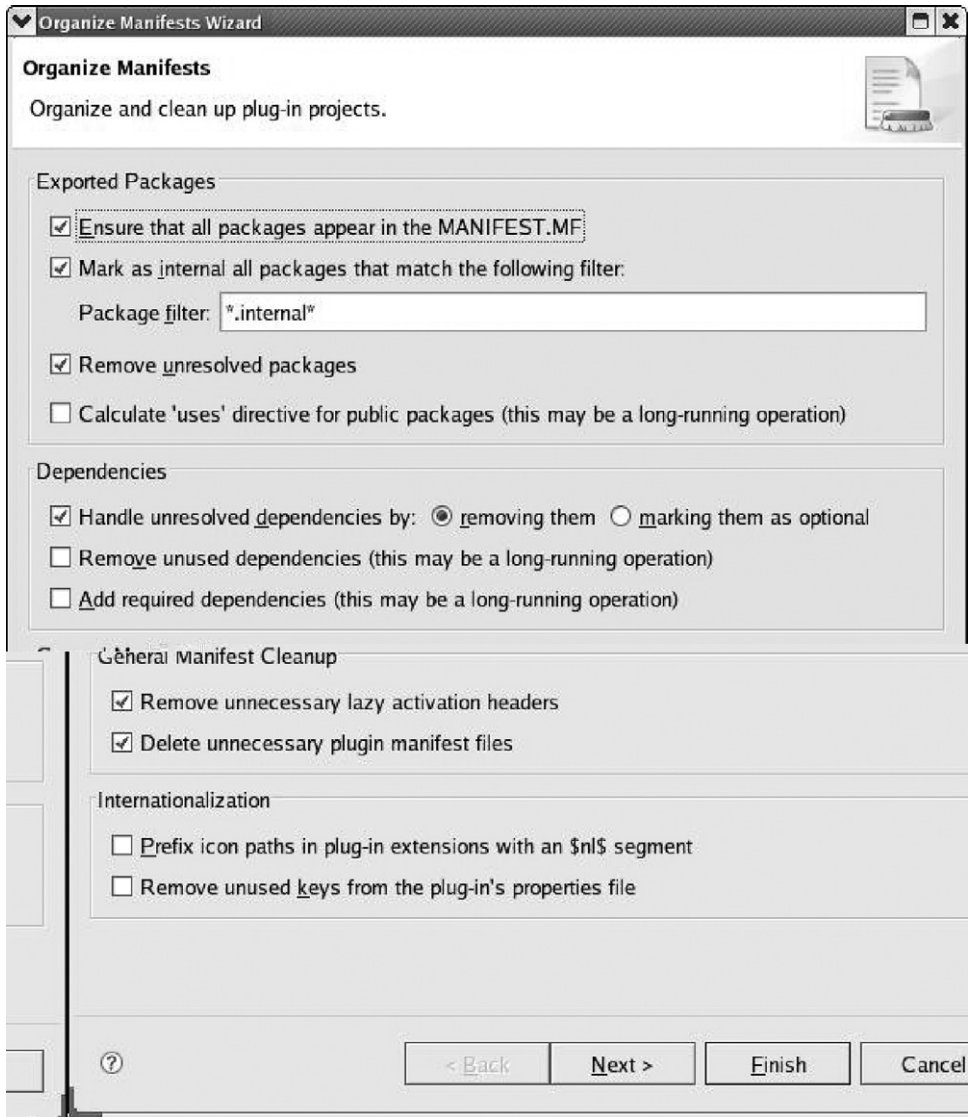 Organize Manifests Wizard
Organize Manifests
Organize and clean up plug-in projects.
Exported Packages
Ensure that all packages appear in the MANIFEST.MF
Mark as internal all packages that match the following filter:
Package filter: *.internal*
Remove unresolved packages
Calculate 'uses' directive for public packages (this may be a long-running operation)
Dependencies
Handle unresolved dependencies by: removing them marking them as optional
Remove unused dependencies (this may be a long-running operation)
Add required dependencies (this may be a long-running operation)
General Manifest Cleanup
Remove unnecessary lazy activation headers
Delete unnecessary plugin manifest files
Internationalization
Prefix icon paths in plug-in extensions with an $nl$ segment
Remove unused keys from the plug-in's properties file
? < Back Next > Finish Cancel